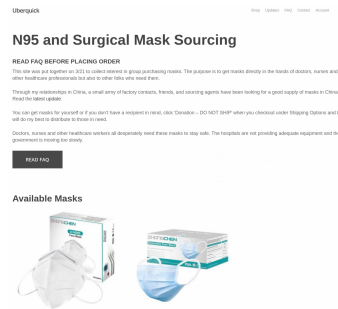 Uberquick
Shop Updates FAQ Contact Account
N95 and Surgical Mask Sourcing
READ FAQ BEFORE PLACING ORDER
This site was put together on 3/21 to collect interest in group purchasing masks. The purpose is to get masks directly in the hands of doctors, nurses and
other healthcare professionals but also to other folks who need them.
Through my relationships in China, a small army of factory contacts, friends, and sourcing agents have been looking for a good supply of masks in China
Read the latest update.
You can get masks for yourself or if you don't have a recipient in mind, click 'Donation – DO NOT SHIP' when you checkout under Shipping Options and I
will do my best to distribute to those in need.
Doctors, nurses and other healthcare workers all desperately need these masks to stay safe. The hospitals are not providing adequate equipment and the
government is moving too slowly.
READ FAQ
Available Masks